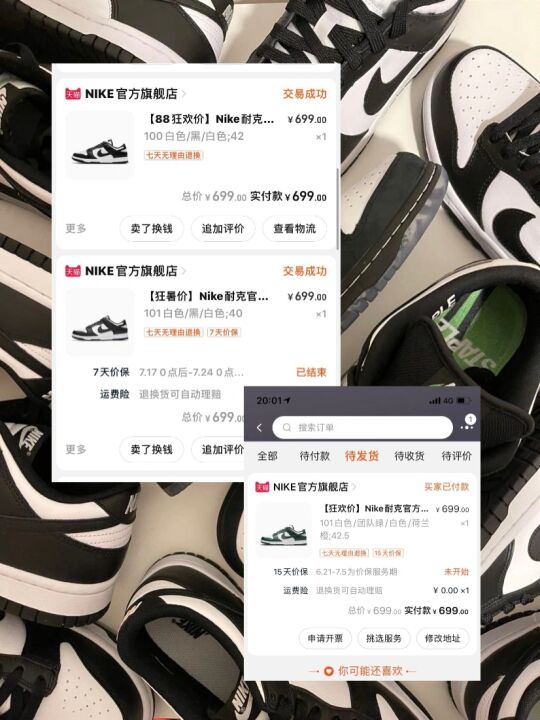 天猫 NIKE官方旗舰店 交易成功
【88狂欢价】Nike耐克... ¥699.00
100白色/黑/白色;42 ×1
七天无理由退换
总价¥699.00 实付款¥699.00
更多 卖了换钱 追加评价 查看物流
天猫 NIKE官方旗舰店 交易成功
【狂暑价】Nike耐克官... ¥699.00
101白色/黑/白色;40 ×1
七天无理由退换 7天价保
7天价保 7.17 0点后-7.24 0点... 已结束
运费险 退换货可自动理赔
总价¥699
更多 卖了换钱 追加评
20:01 4G
搜索订单 1
全部 待付款 待发货 待收货 待评价
天猫 NIKE官方旗舰店 买家已付款
【狂欢价】Nike耐克官方... ¥699.00
101白色/团队绿/白色/荷兰 ×1
橙;42.5
七天无理由退换 15天价保
15天价保 6.21-7.5为价保服务期 未开始
运费险 退换货可自动理赔 ¥0.00 ×1
总价¥699.00 实付款¥699.00
申请开票 挑选服务 修改地址
你可能还喜欢
STAPLE
NIKE
NIKE